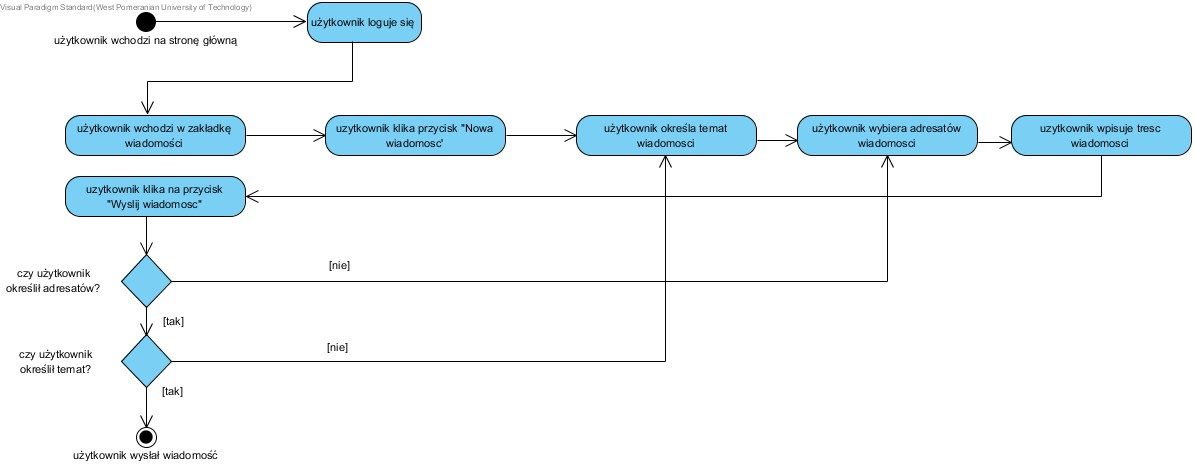 Visual Paradigm Standard(West Pomeranian University of Technology)
użytkownik loguje się
użytkownik wchodzi na stronę główną
użytkownik wchodzi w zakładkę
wiadomości
uzytkownik klika przycisk "Nowa
wiadomosc'
użytkownik określa temat
wiadomosci
użytkownik wybiera adresatów
wiadomosci
uzytkownik wpisuje tresc
wiadomosci
uzytkownik klika na przycisk
"Wyslij wiadomosc"
czy użytkownik
określił adresatów?
[nie]
[tak]
czy użytkownik
określił temat?
[nie]
[tak]
użytkownik wysłał wiadomość